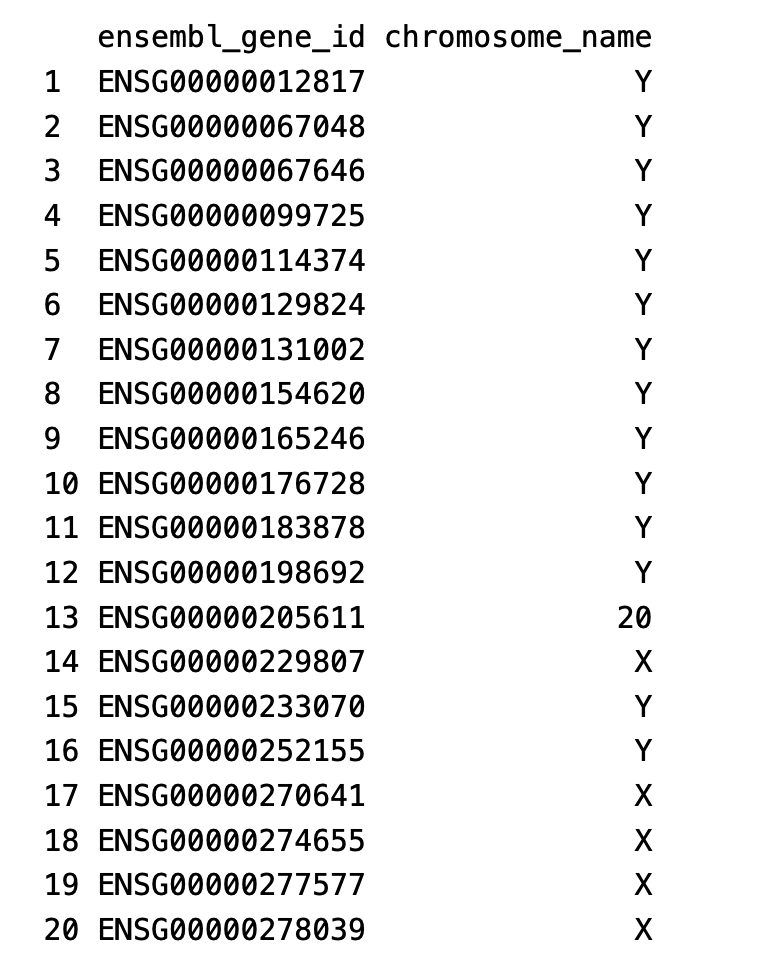 ensembl_gene_id chromosome_name
1 ENSG00000012817 Y
2 ENSG00000067048 Y
3 ENSG00000067646 Y
4 ENSG00000099725 Y
5 ENSG00000114374 Y
6 ENSG00000129824 Y
7 ENSG00000131002 Y
8 ENSG00000154620 Y
9 ENSG00000165246 Y
10 ENSG00000176728 Y
11 ENSG00000183878 Y
12 ENSG00000198692 Y
13 ENSG00000205611 20
14 ENSG00000229807 X
15 ENSG00000233070 Y
16 ENSG00000252155 Y
17 ENSG00000270641 X
18 ENSG00000274655 X
19 ENSG00000277577 X
20 ENSG00000278039 X